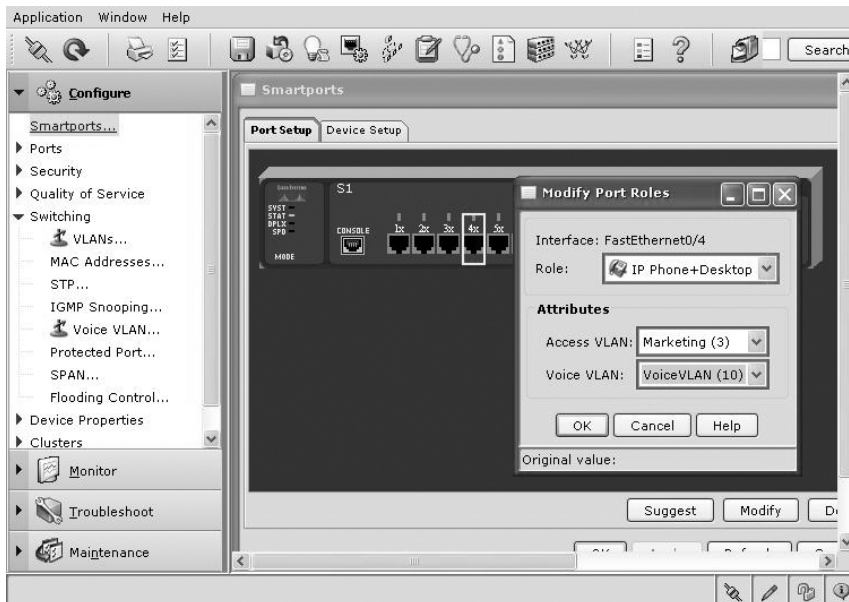 Application Window Help
Search
Configure
Smartports...
Ports
Security
Quality of Service
Switching
VLANs...
MAC Addresses...
STP...
IGMP Snooping...
Voice VLAN...
Protected Port...
SPAN...
Flooding Control...
Device Properties
Clusters
Monitor
Troubleshoot
Maintenance
Smartports
Port Setup Device Setup
S1
SYST
STAT
DPLX
SPD
MODE
CONSOLE
1x 2x 3x 4x 5x
Modify Port Roles
Interface: FastEthernet0/4
Role: IP Phone+Desktop
Attributes
Access VLAN: Marketing (3)
Voice VLAN: VoiceVLAN (10)
OK Cancel Help
Original value:
Suggest Modify